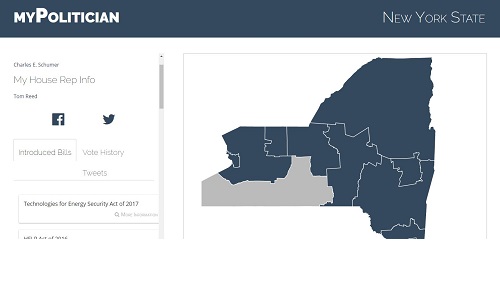 MYPOLITICIAN
NEW YORK STATE
Charles E. Schumer
My House Rep Info
Tom Reed
Introduced Bills
Vote History
Tweets
Technologies for Energy Security Act of 2017
More Information
HELP Act of 2016